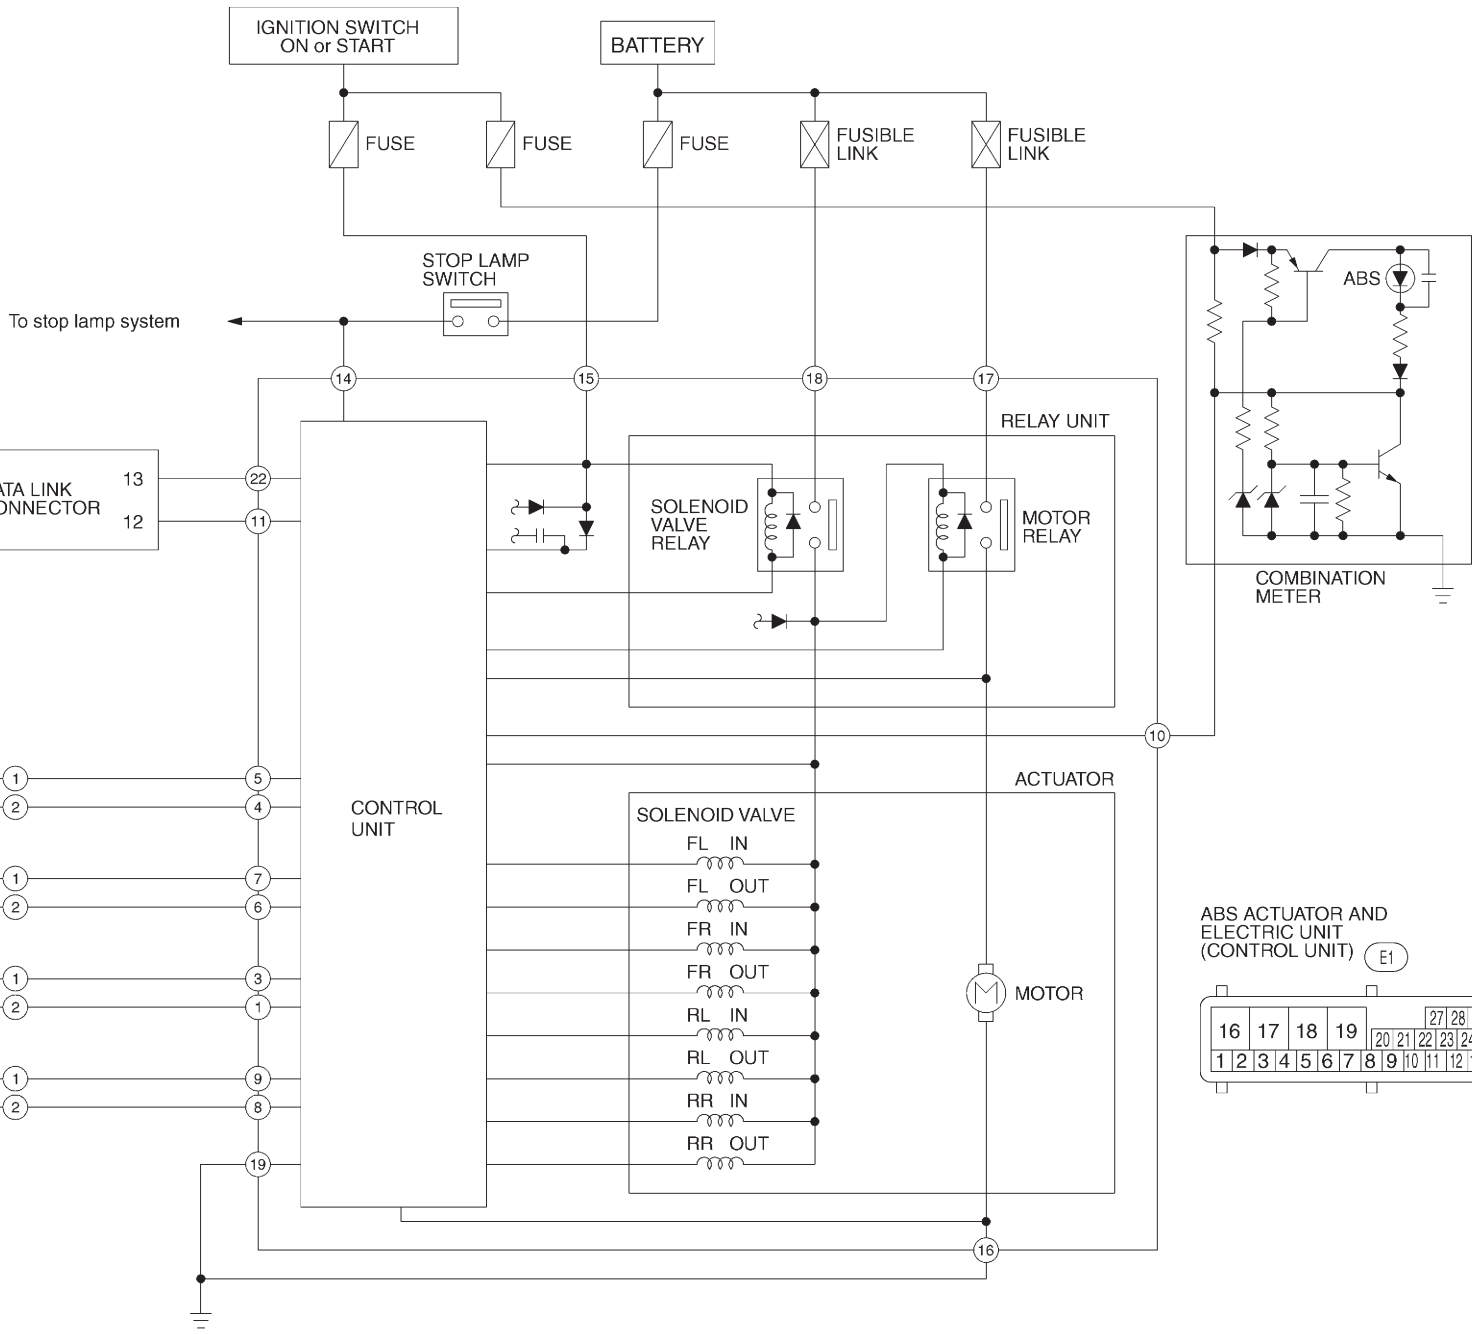 IGNITION SWITCH
ON or START
BATTERY
FUSE
FUSE
FUSE
FUSIBLE
LINK
FUSIBLE
LINK
STOP LAMP
SWITCH
To stop lamp system
ABS
14
15
18
17
RELAY UNIT
13
22
ATA LINK
ONNECTOR
12
11
SOLENOID
VALVE
RELAY
MOTOR
RELAY
COMBINATION
METER
10
1
5
ACTUATOR
2
4
CONTROL
UNIT
SOLENOID VALVE
FL IN
1
7
FL OUT
2
6
FR IN
1
3
FR OUT
2
1
MOTOR
RL IN
RL OUT
1
9
RR IN
2
8
RR OUT
19
16
ABS ACTUATOR AND
ELECTRIC UNIT
(CONTROL UNIT)
E1
27 28
16 17 18 19
20 21 22 23 24
1 2 3 4 5 6 7 8 9 10 11 12